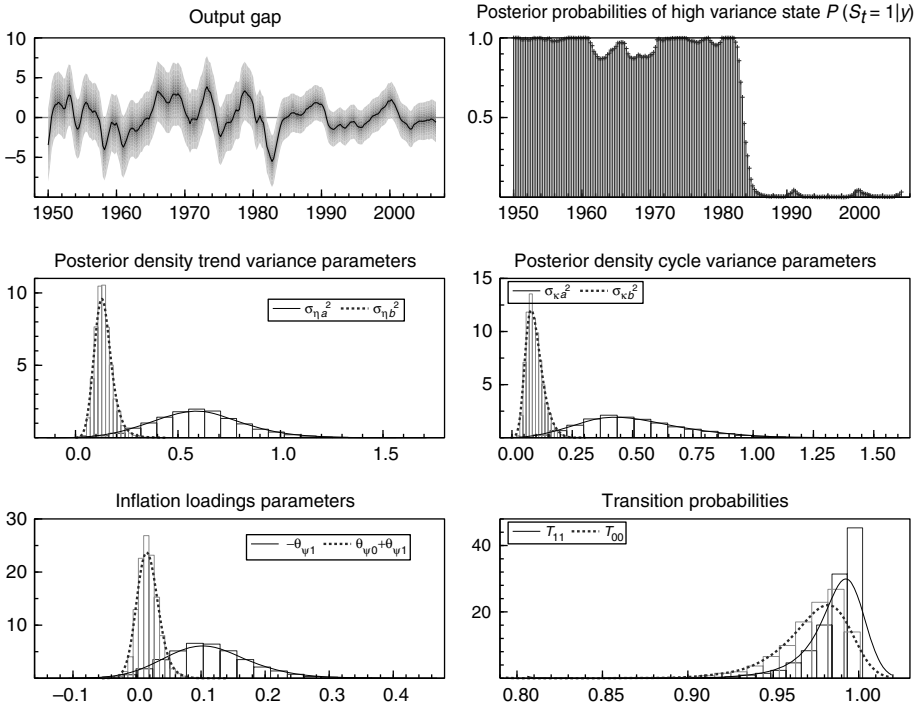 Output gap
10
5
0
−5
1950 1960 1970 1980 1990 2000
Posterior probabilities of high variance state P (St = 1|y)
1.0
0.5
1950 1960 1970 1980 1990 2000
Posterior density trend variance parameters
10
5
σηa² σηb²
0.0 0.5 1.0 1.5
Posterior density cycle variance parameters
15
10
5
σκa² σκb²
0.00 0.25 0.50 0.75 1.00 1.25 1.50
Inflation loadings parameters
30
20
10
−θψ1 θψ0+θψ1
−0.1 0.0 0.1 0.2 0.3 0.4
Transition probabilities
40
20
T11 T00
0.80 0.85 0.90 0.95 1.00